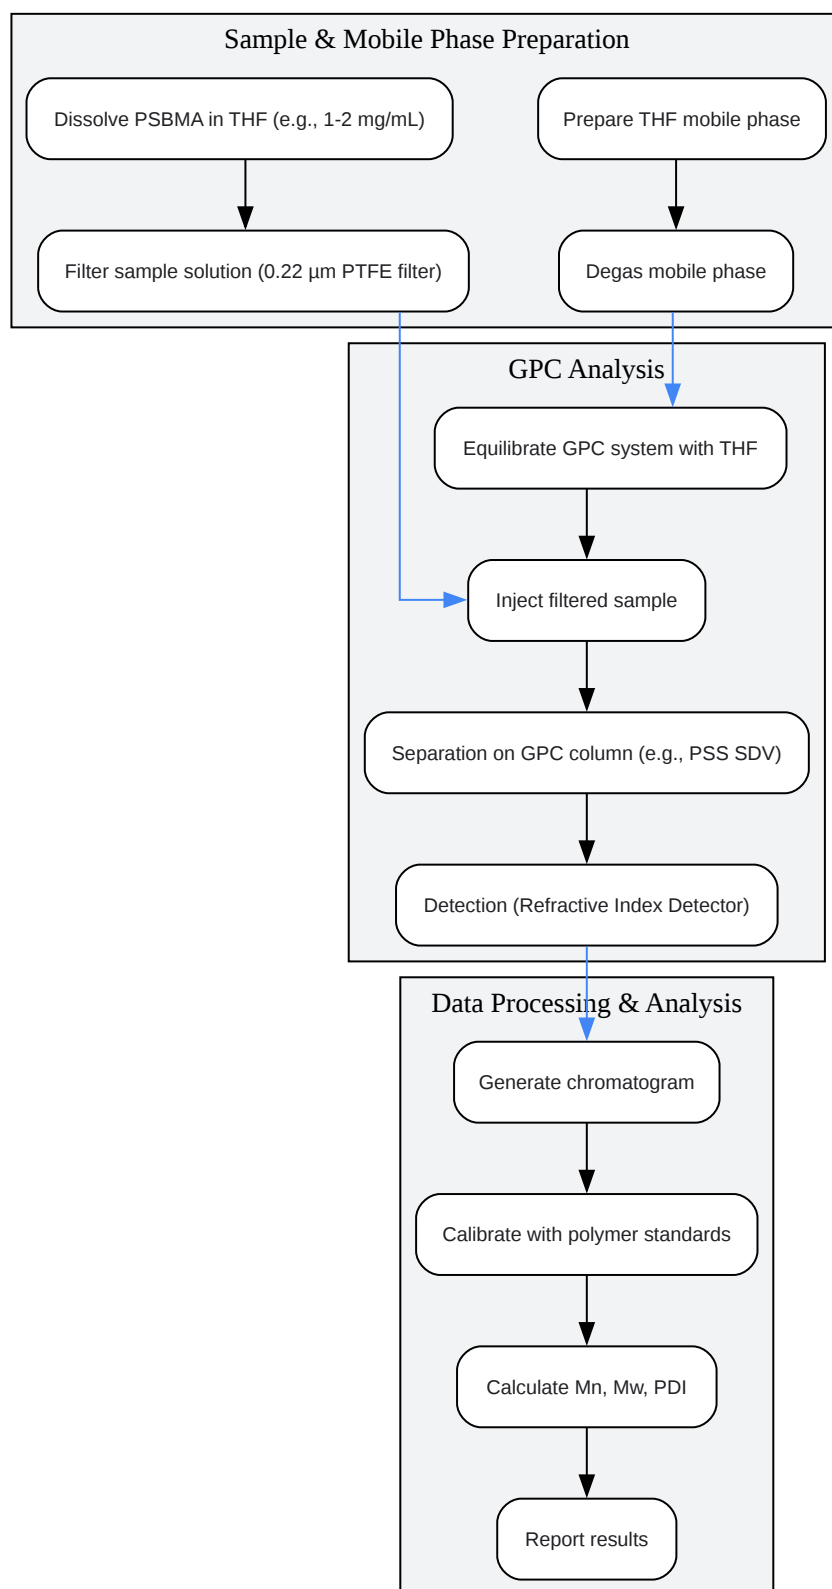 Sample & Mobile Phase Preparation
Dissolve PSBMA in THF (e.g., 1-2 mg/mL)
Prepare THF mobile phase
Filter sample solution (0.22 µm PTFE filter)
Degas mobile phase
GPC Analysis
Equilibrate GPC system with THF
Inject filtered sample
Separation on GPC column (e.g., PSS SDV)
Detection (Refractive Index Detector)
Data Processing & Analysis
Generate chromatogram
Calibrate with polymer standards
Calculate Mn, Mw, PDI
Report results